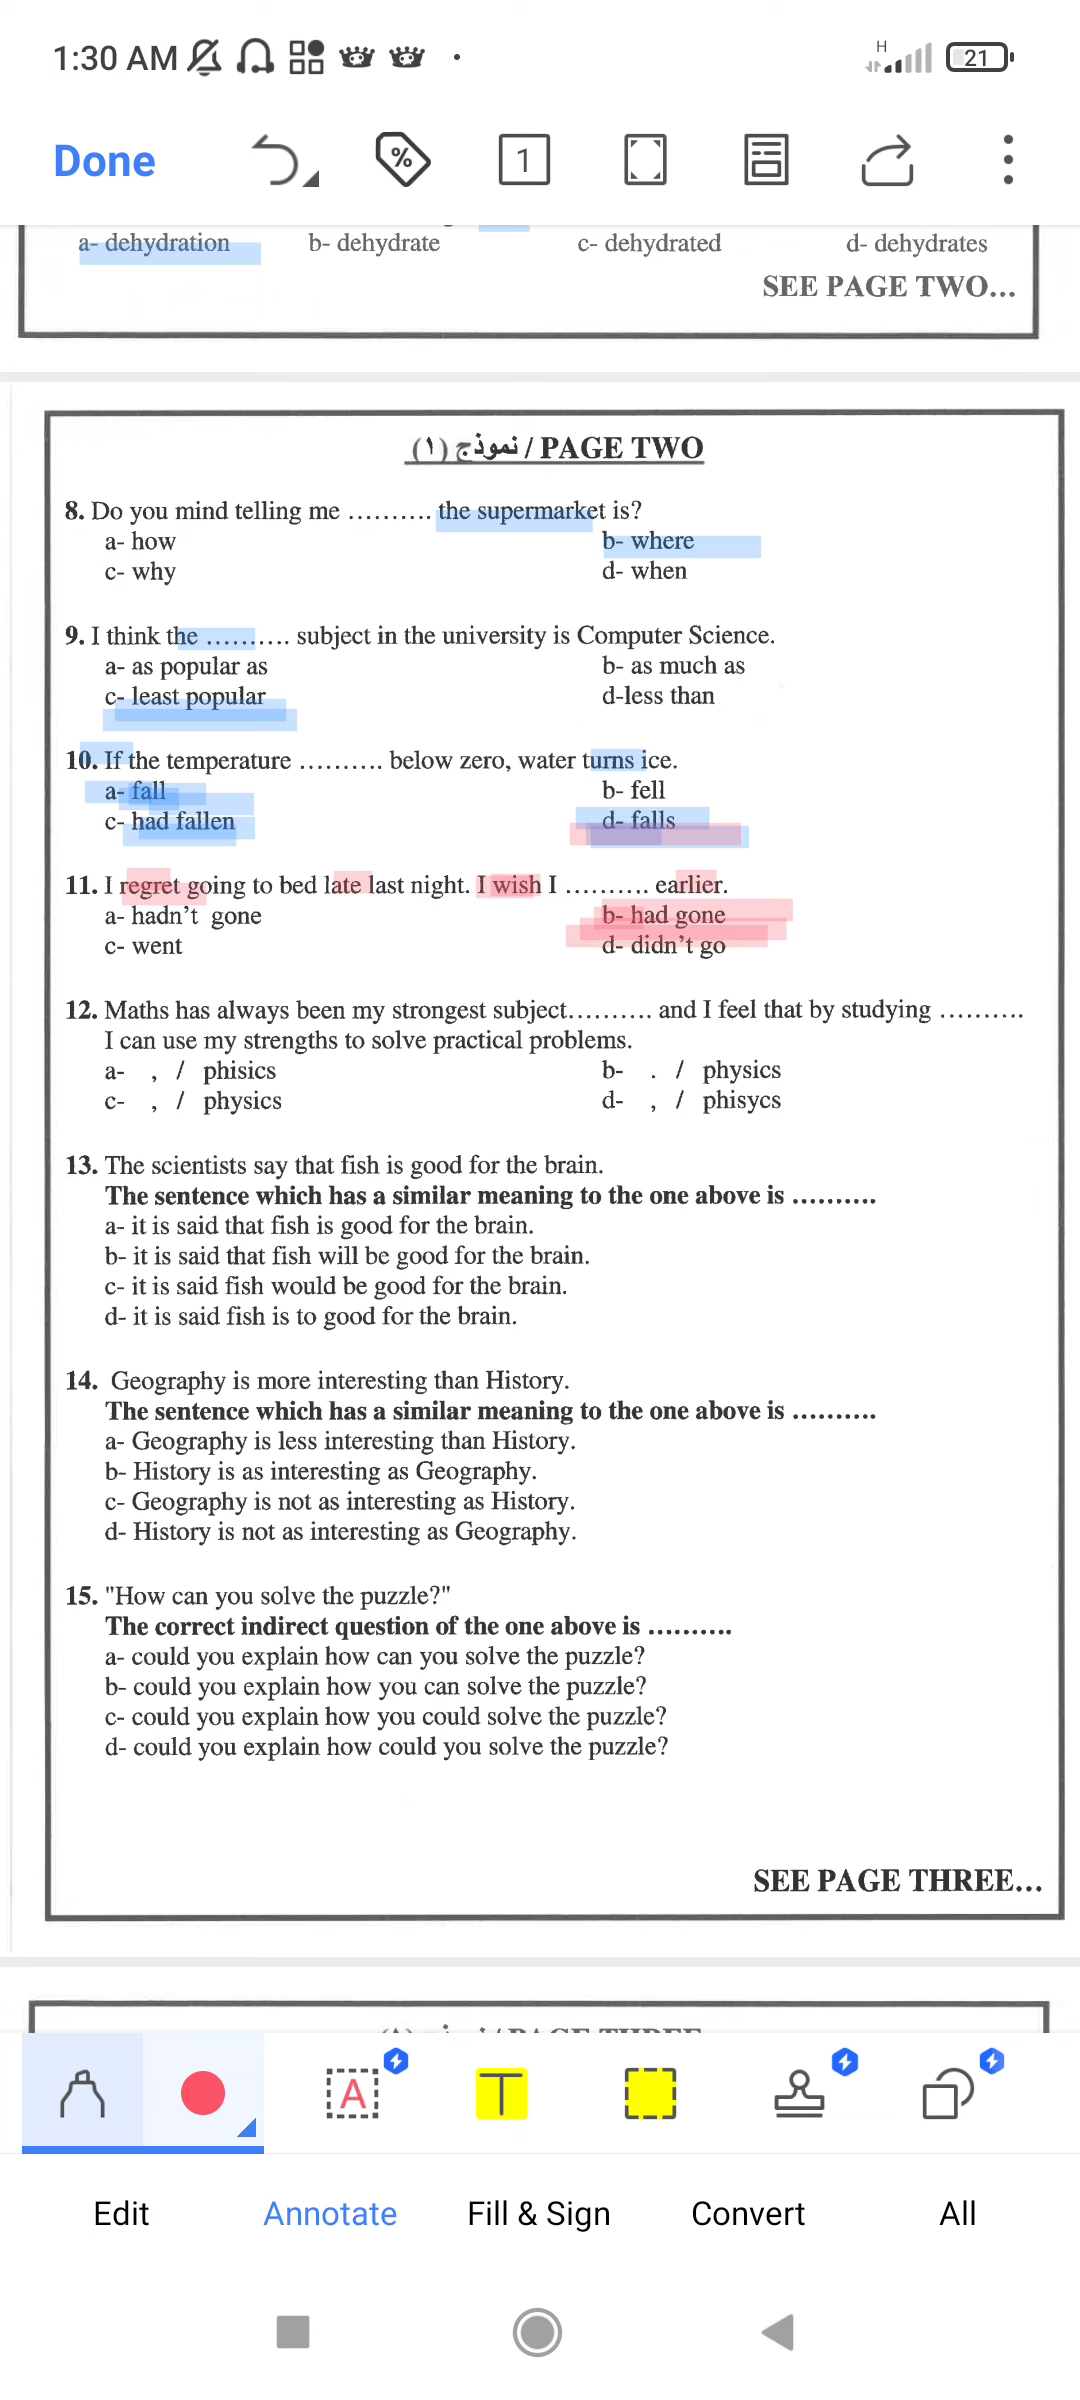 1:30 AM
H
21
Done
%
1
a- dehydration b- dehydrate c- dehydrated d- dehydrates
SEE PAGE TWO...
PAGE TWO / نموذج (١)
8. Do you mind telling me .......... the supermarket is?
a- how b- where
c- why d- when
9. I think the .......... subject in the university is Computer Science.
a- as popular as b- as much as
c- least popular d-less than
10. If the temperature .......... below zero, water turns ice.
a- fall b- fell
c- had fallen d- falls
11. I regret going to bed late last night. I wish I .......... earlier.
a- hadn't gone b- had gone
c- went d- didn't go
12. Maths has always been my strongest subject.......... and I feel that by studying ..........
I can use my strengths to solve practical problems.
a- , / phisics b- . / physics
c- , / physics d- , / phisycs
13. The scientists say that fish is good for the brain.
The sentence which has a similar meaning to the one above is ..........
a- it is said that fish is good for the brain.
b- it is said that fish will be good for the brain.
c- it is said fish would be good for the brain.
d- it is said fish is to good for the brain.
14. Geography is more interesting than History.
The sentence which has a similar meaning to the one above is ..........
a- Geography is less interesting than History.
b- History is as interesting as Geography.
c- Geography is not as interesting as History.
d- History is not as interesting as Geography.
15. "How can you solve the puzzle?"
The correct indirect question of the one above is ..........
a- could you explain how can you solve the puzzle?
b- could you explain how you can solve the puzzle?
c- could you explain how you could solve the puzzle?
d- could you explain how could you solve the puzzle?
SEE PAGE THREE...
PAGE THREE
A T
Edit Annotate Fill & Sign Convert All